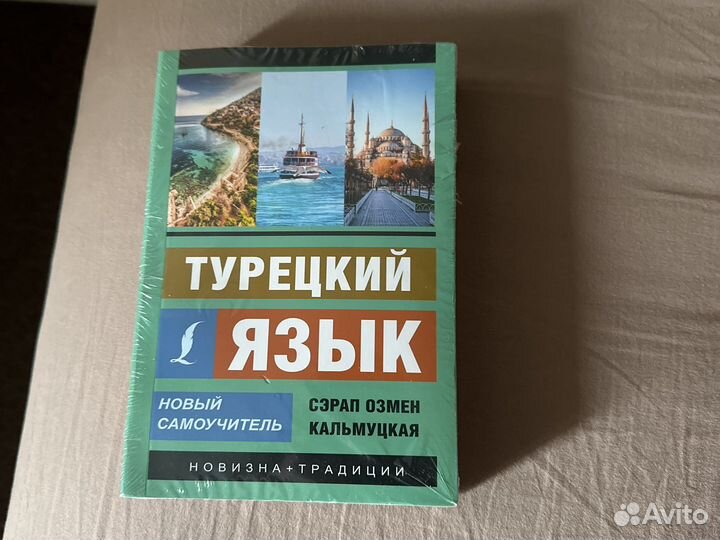 ТУРЕЦКИЙ
ЯЗЫК
НОВЫЙ
САМОУЧИТЕЛЬ
СЭРАП ОЗМЕН
КАЛЬМУЦКАЯ
НОВИЗНА+ТРАДИЦИИ
Avito